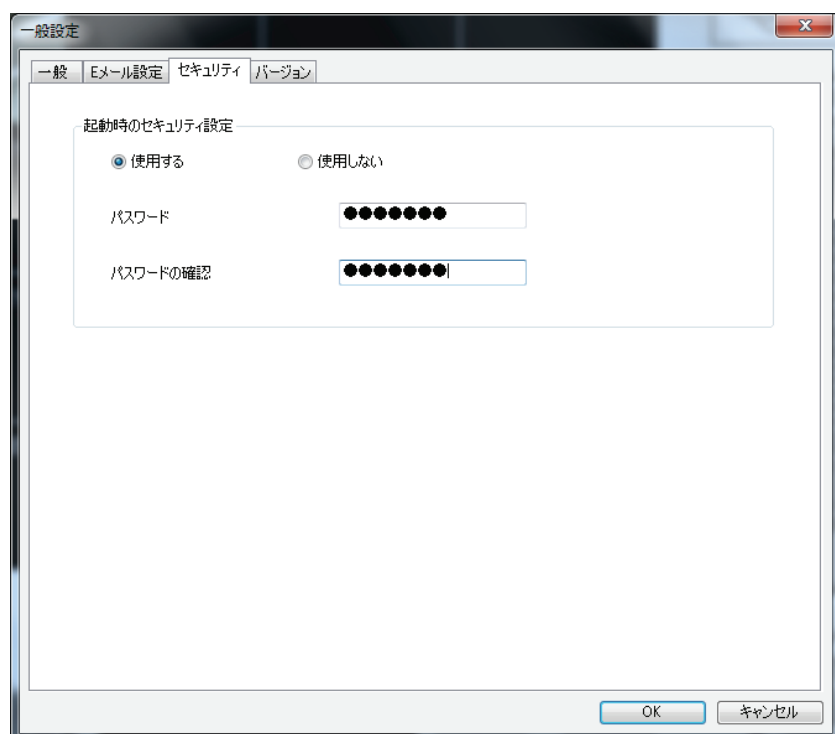 一般設定
一般 Eメール設定 セキュリティ バージョン
起動時のセキュリティ設定
使用する 使用しない
パスワード ●●●●●●●
パスワードの確認 ●●●●●●●
OK キャンセル